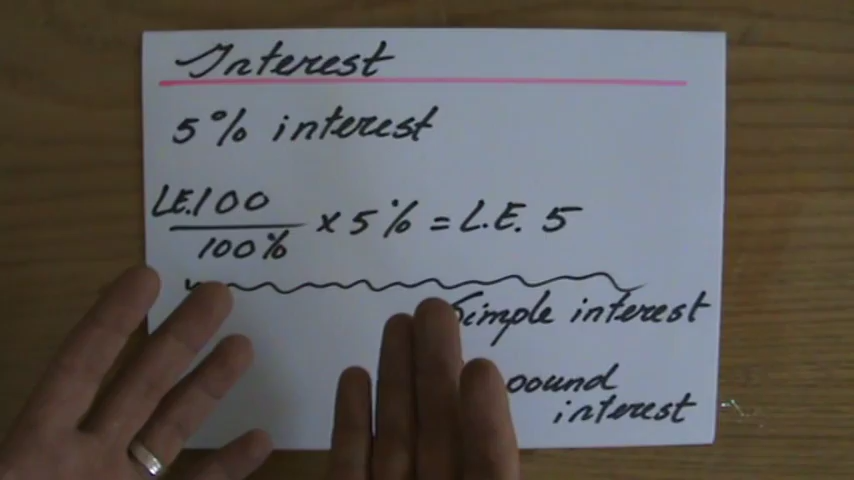 Interest
5% interest
L.E.100
100% x 5% = L.E. 5
Simple interest
interest